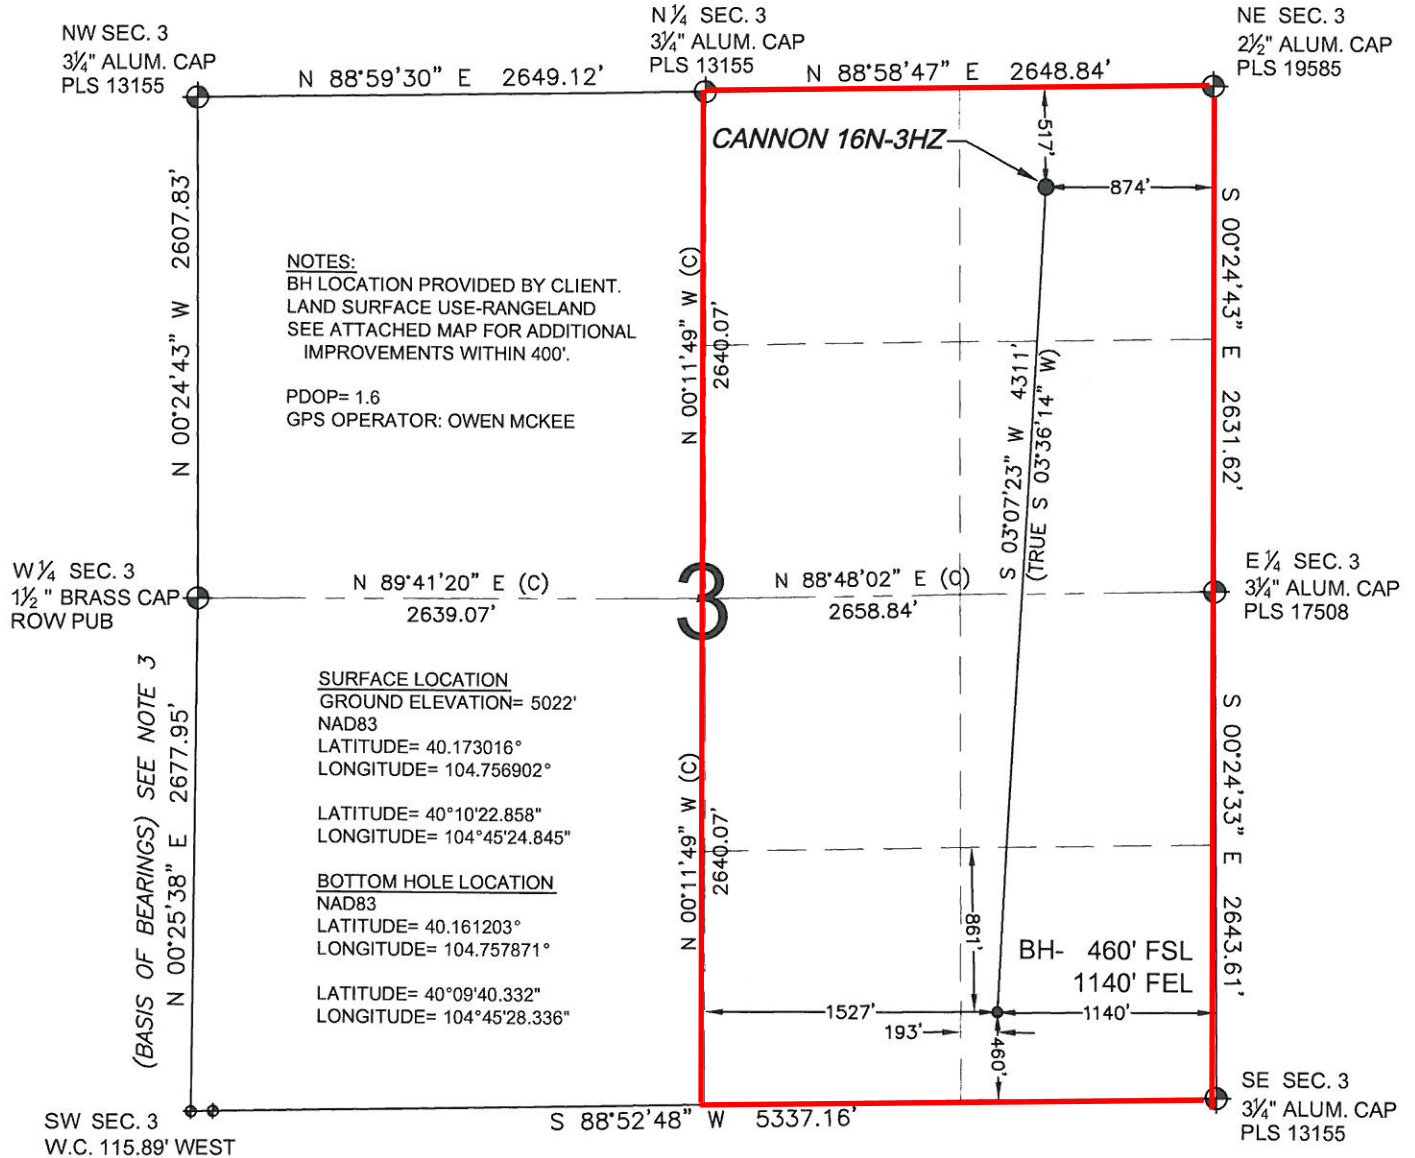 NW SEC. 3
3¼" ALUM. CAP
PLS 13155
N ¼ SEC. 3
3¼" ALUM. CAP
PLS 13155
NE SEC. 3
2½" ALUM. CAP
PLS 19585
N 88°59'30" E 2649.12'
N 88°58'47" E 2648.84'
CANNON 16N-3HZ
517'
874'
N 00°24'43" W 2607.83'
NOTES:
BH LOCATION PROVIDED BY CLIENT.
LAND SURFACE USE-RANGELAND
SEE ATTACHED MAP FOR ADDITIONAL
IMPROVEMENTS WITHIN 400'.
PDOP= 1.6
GPS OPERATOR: OWEN MCKEE
N 00°11'49" W (C)
2640.07'
S 03°07'23" W 4311'
(TRUE S 03°36'14" W)
S 00°24'43" E 2631.62'
W ¼ SEC. 3
1½ " BRASS CAP
ROW PUB
N 89°41'20" E (C)
2639.07'
3
N 88°48'02" E (C)
2658.84'
E ¼ SEC. 3
3¼" ALUM. CAP
PLS 17508
(BASIS OF BEARINGS) SEE NOTE 3
N 00°25'38" E 2677.95'
SURFACE LOCATION
GROUND ELEVATION= 5022'
NAD83
LATITUDE= 40.173016°
LONGITUDE= 104.756902°
LATITUDE= 40°10'22.858"
LONGITUDE= 104°45'24.845"
BOTTOM HOLE LOCATION
NAD83
LATITUDE= 40.161203°
LONGITUDE= 104.757871°
LATITUDE= 40°09'40.332"
LONGITUDE= 104°45'28.336"
N 00°11'49" W (C)
2640.07'
861'
BH- 460' FSL
1140' FEL
1527'
1140'
193'
460'
S 00°24'33" E 2643.61'
SW SEC. 3
W.C. 115.89' WEST
S 88°52'48" W 5337.16'
SE SEC. 3
3¼" ALUM. CAP
PLS 13155